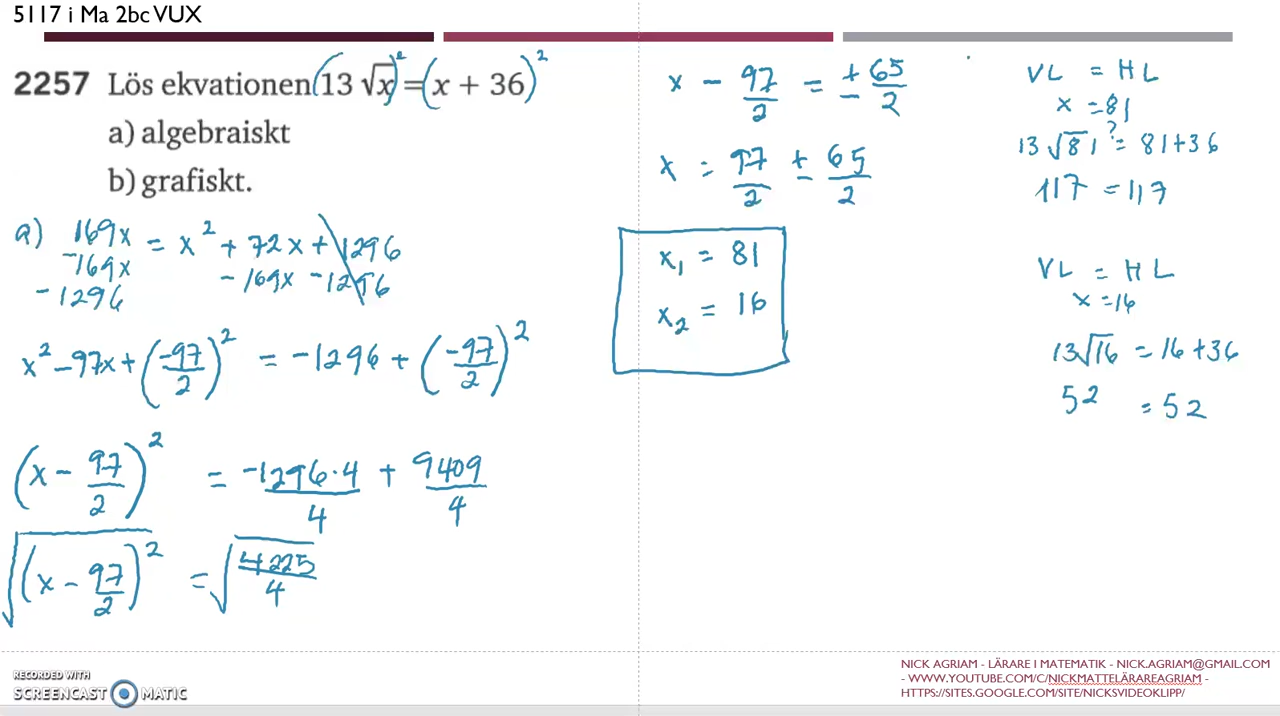 5117 i Ma 2bc VUX
2257 Lös ekvationen (13 √x)² = (x + 36)²
a) algebraiskt
b) grafiskt.
a) 169x = x² + 72x + 1296
-169x - 169x - 1296
-1296
x² - 97x + (-97/2)² = -1296 + (-97/2)²
(x - 97/2)² = -1296·4/4 + 9409/4
√(x - 97/2)² = √4225/4
x - 97/2 = ± 65/2
x = 97/2 ± 65/2
x₁ = 81
x₂ = 16
VL = HL
x = 81
13√81 ?= 81+36
117 = 117
VL = HL
x = 16
13√16 = 16+36
52 = 52
RECORDED WITH
SCREENCAST MATIC
NICK AGRIAM - LÄRARE I MATEMATIK - NICK.AGRIAM@GMAIL.COM
- WWW.YOUTUBE.COM/C/NICKMATTELÄRAREAGRIAM -
HTTPS://SITES.GOOGLE.COM/SITE/NICKSVIDEOKLIPP/